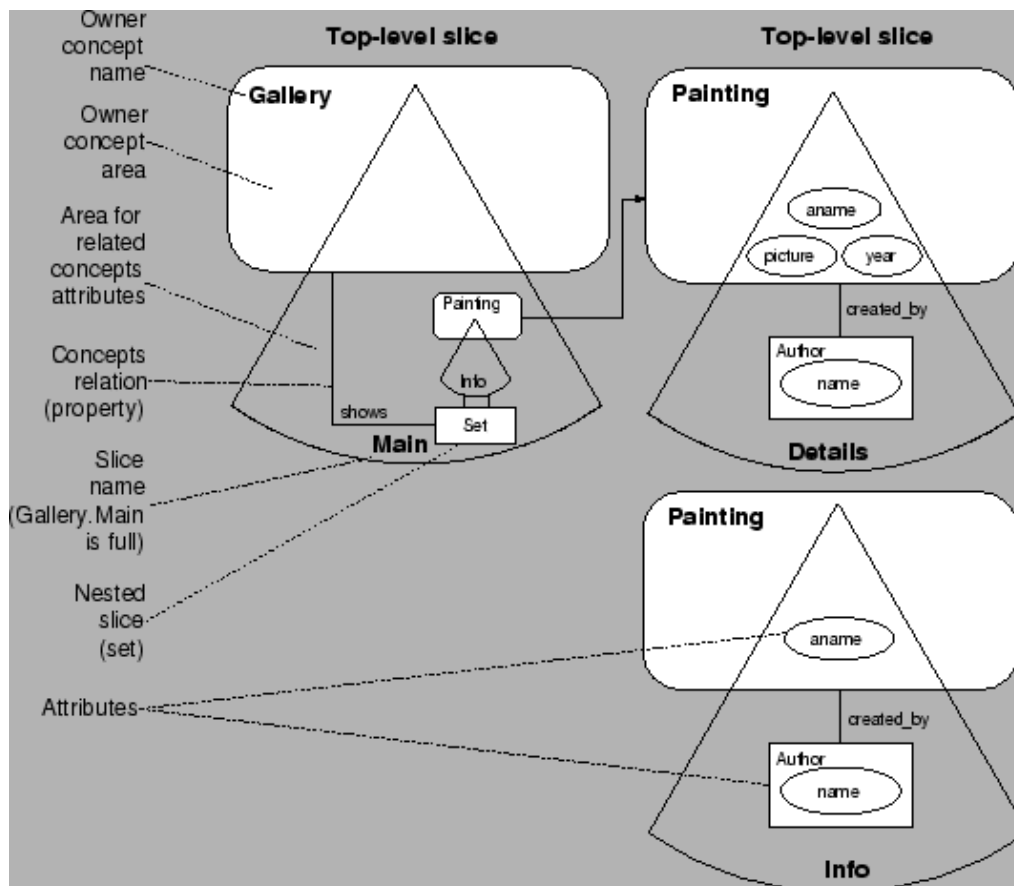 Owner
concept
name
Owner
concept
area
Area for
related
concepts
attributes
Concepts
relation
(property)
Slice
name
(Gallery.Main
is full)
Nested
slice
(set)
Attributes
Top-level slice
Gallery
Painting
Info
shows
Set
Main
Top-level slice
Painting
aname
picture
year
created_by
Author
name
Details
Painting
aname
created_by
Author
name
Info